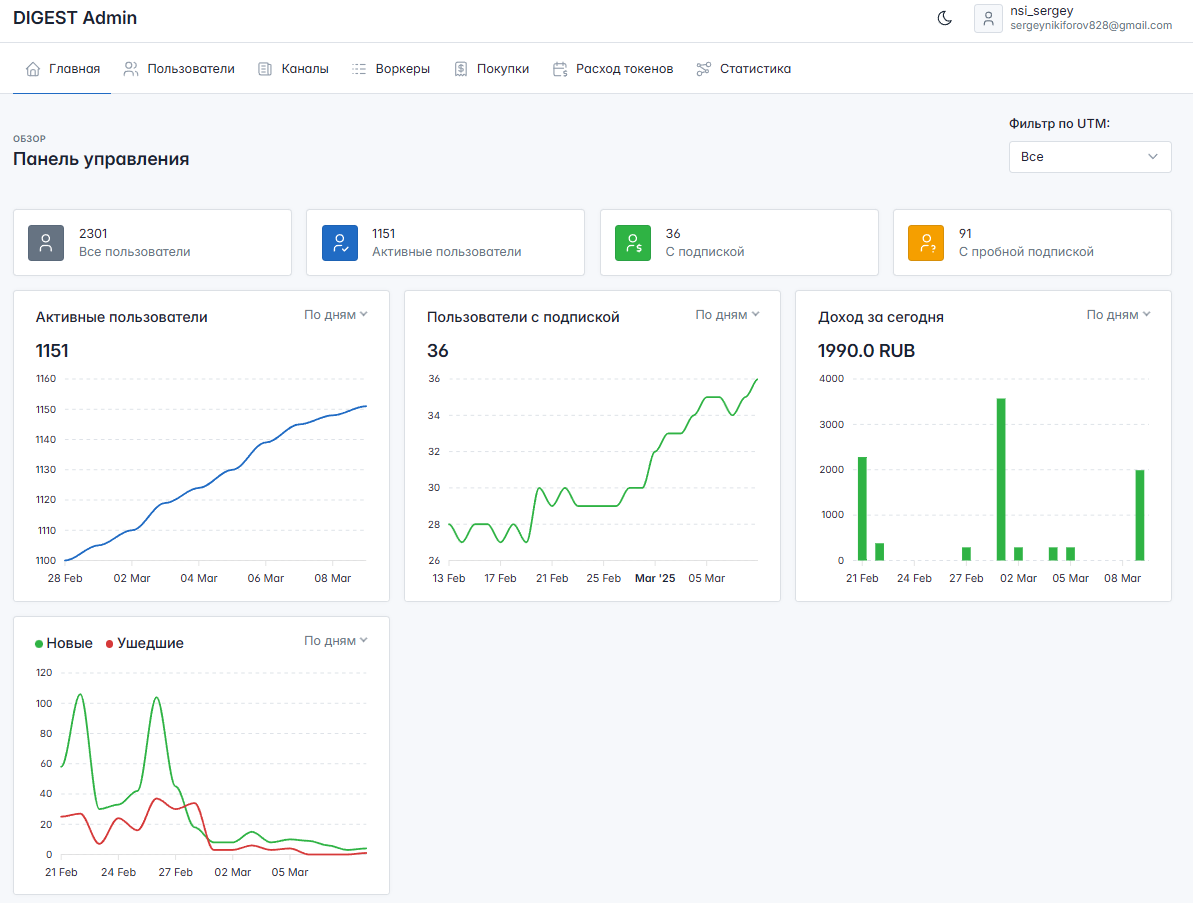 DIGEST Admin
nsi_sergey
sergeynikiforov828@gmail.com
Главная
Пользователи
Каналы
Воркеры
Покупки
Расход токенов
Статистика
ОБЗОР
Панель управления
Фильтр по UTM:
Все
2301
Все пользователи
1151
Активные пользователи
36
С подпиской
91
С пробной подпиской
Активные пользователи
По дням
1151
1160
1150
1140
1130
1120
1110
1100
28 Feb
02 Mar
04 Mar
06 Mar
08 Mar
Пользователи с подпиской
По дням
36
36
34
32
30
28
26
13 Feb
17 Feb
21 Feb
25 Feb
Mar '25
05 Mar
Доход за сегодня
По дням
1990.0 RUB
4000
3000
2000
1000
0
21 Feb
24 Feb
27 Feb
02 Mar
05 Mar
08 Mar
Новые
Ушедшие
По дням
120
100
80
60
40
20
0
21 Feb
24 Feb
27 Feb
02 Mar
05 Mar